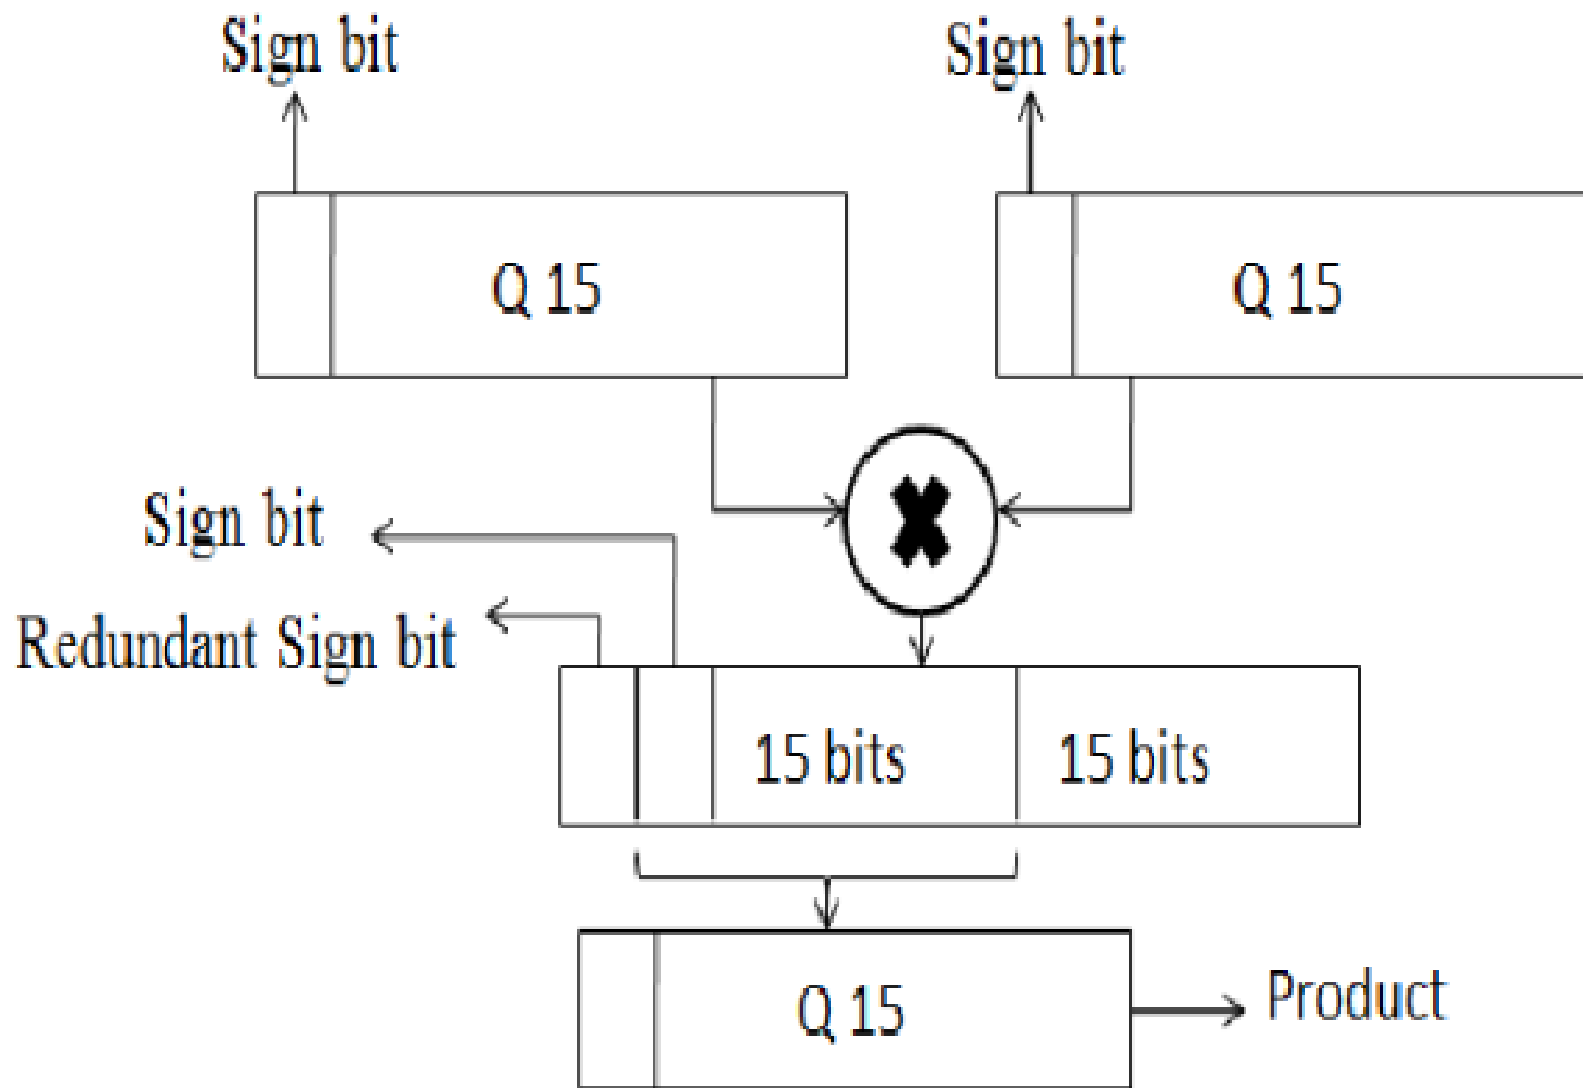 Sign bit
Sign bit
Q 15
Q 15
X
Sign bit
Redundant Sign bit
15 bits
15 bits
Q 15
Product